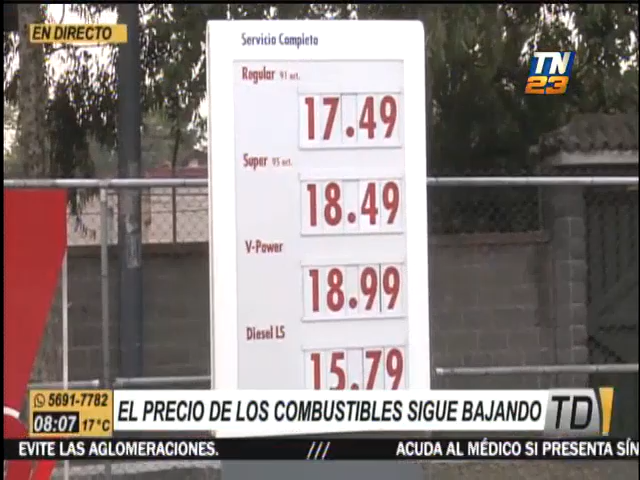 EN DIRECTO
TN
23
Servicio Completo
Regular 91 oct.
17.49
Super 95 oct.
18.49
V-Power
18.99
Diesel LS
15.79
5691-7782
08:07 17°C
EL PRECIO DE LOS COMBUSTIBLES SIGUE BAJANDO
TD!
EVITE LAS AGLOMERACIONES. /// ACUDA AL MÉDICO SI PRESENTA SÍN